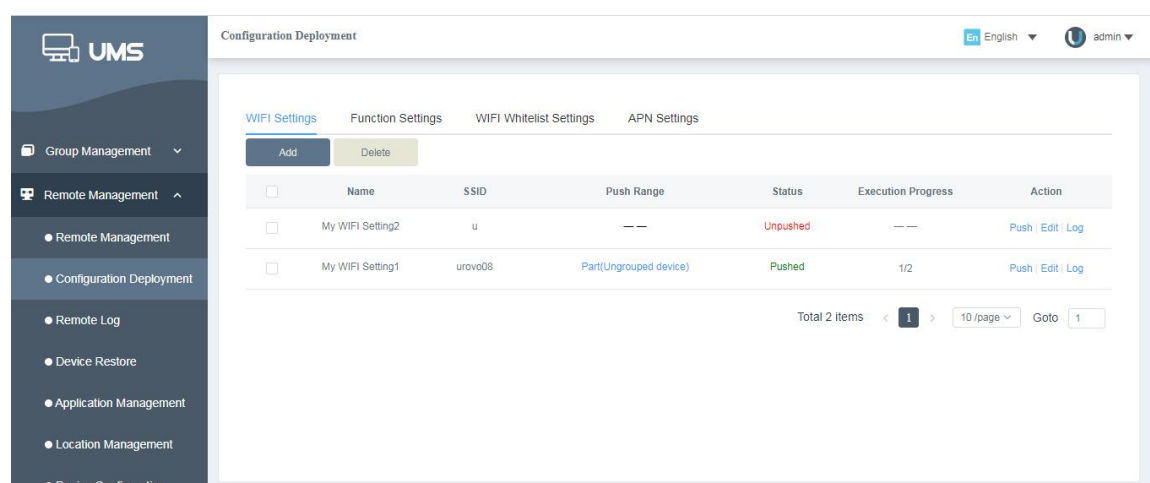 UMS
Configuration Deployment
En English
admin
Group Management
Remote Management
Remote Management
Configuration Deployment
Remote Log
Device Restore
Application Management
Location Management
WIFI Settings Function Settings WIFI Whitelist Settings APN Settings
Add Delete
Name SSID Push Range Status Execution Progress Action
My WIFI Setting2 u —— Unpushed —— Push | Edit | Log
My WIFI Setting1 urovo08 Part(Ungrouped device) Pushed 1/2 Push | Edit | Log
Total 2 items < 1 > 10 /page Goto 1